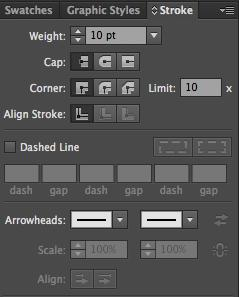 Swatches Graphic Styles Stroke
Weight: 10 pt
Cap:
Corner: Limit: 10 x
Align Stroke:
Dashed Line
dash gap dash gap dash gap
Arrowheads:
Scale: 100% 100%
Align: